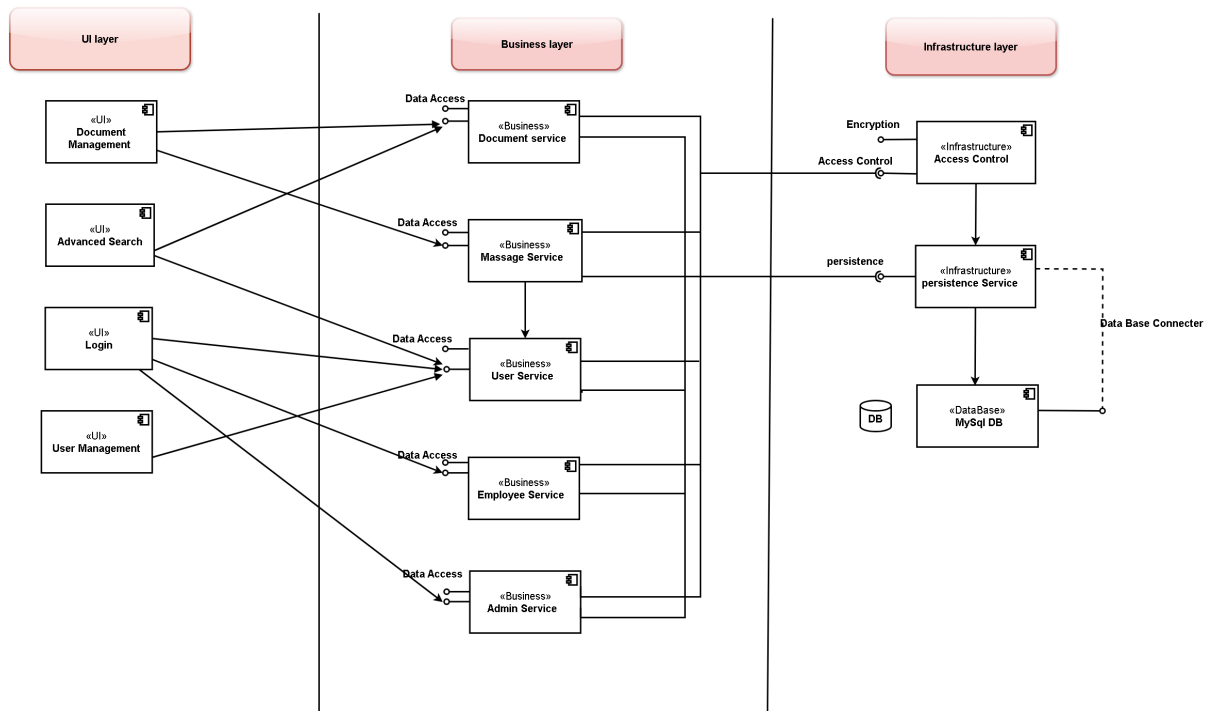 UI layer
Business layer
Infrastructure layer
«UI»
Document
Management
«UI»
Advanced Search
«UI»
Login
«UI»
User Management
Data Access
«Business»
Document service
Data Access
«Business»
Massage Service
Data Access
«Business»
User Service
Data Access
«Business»
Employee Service
Data Access
«Business»
Admin Service
Encryption
Access Control
«Infrastructure»
Access Control
persistence
«Infrastructure»
persistence Service
Data Base Connecter
DB
«DataBase»
MySql DB